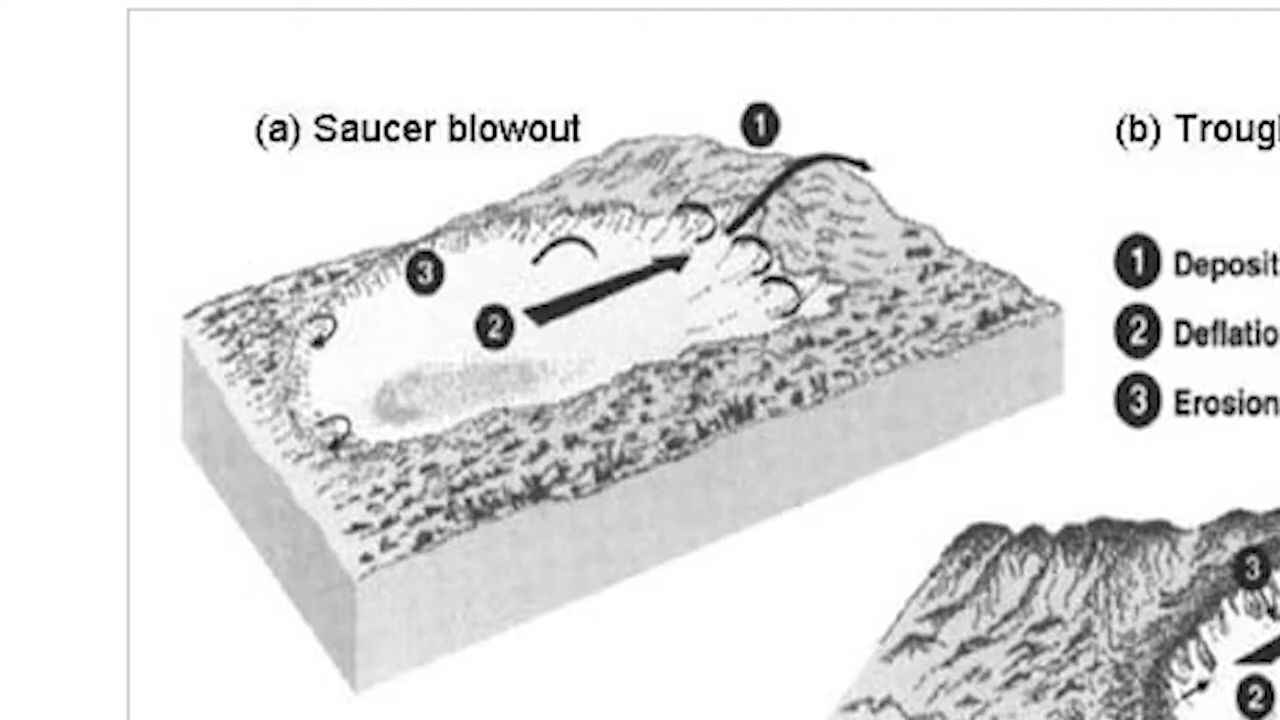 (a) Saucer blowout
1
3
2
(b) Trough
1 Deposit
2 Deflatio
3 Erosion
3
2